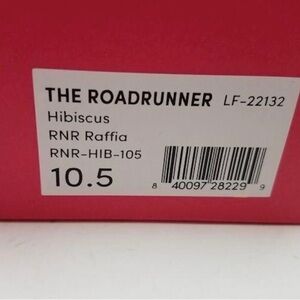 THE ROADRUNNER LF-22132
Hibiscus
RNR Raffia
RNR-HIB-105
10.5
8 40097 28229 9